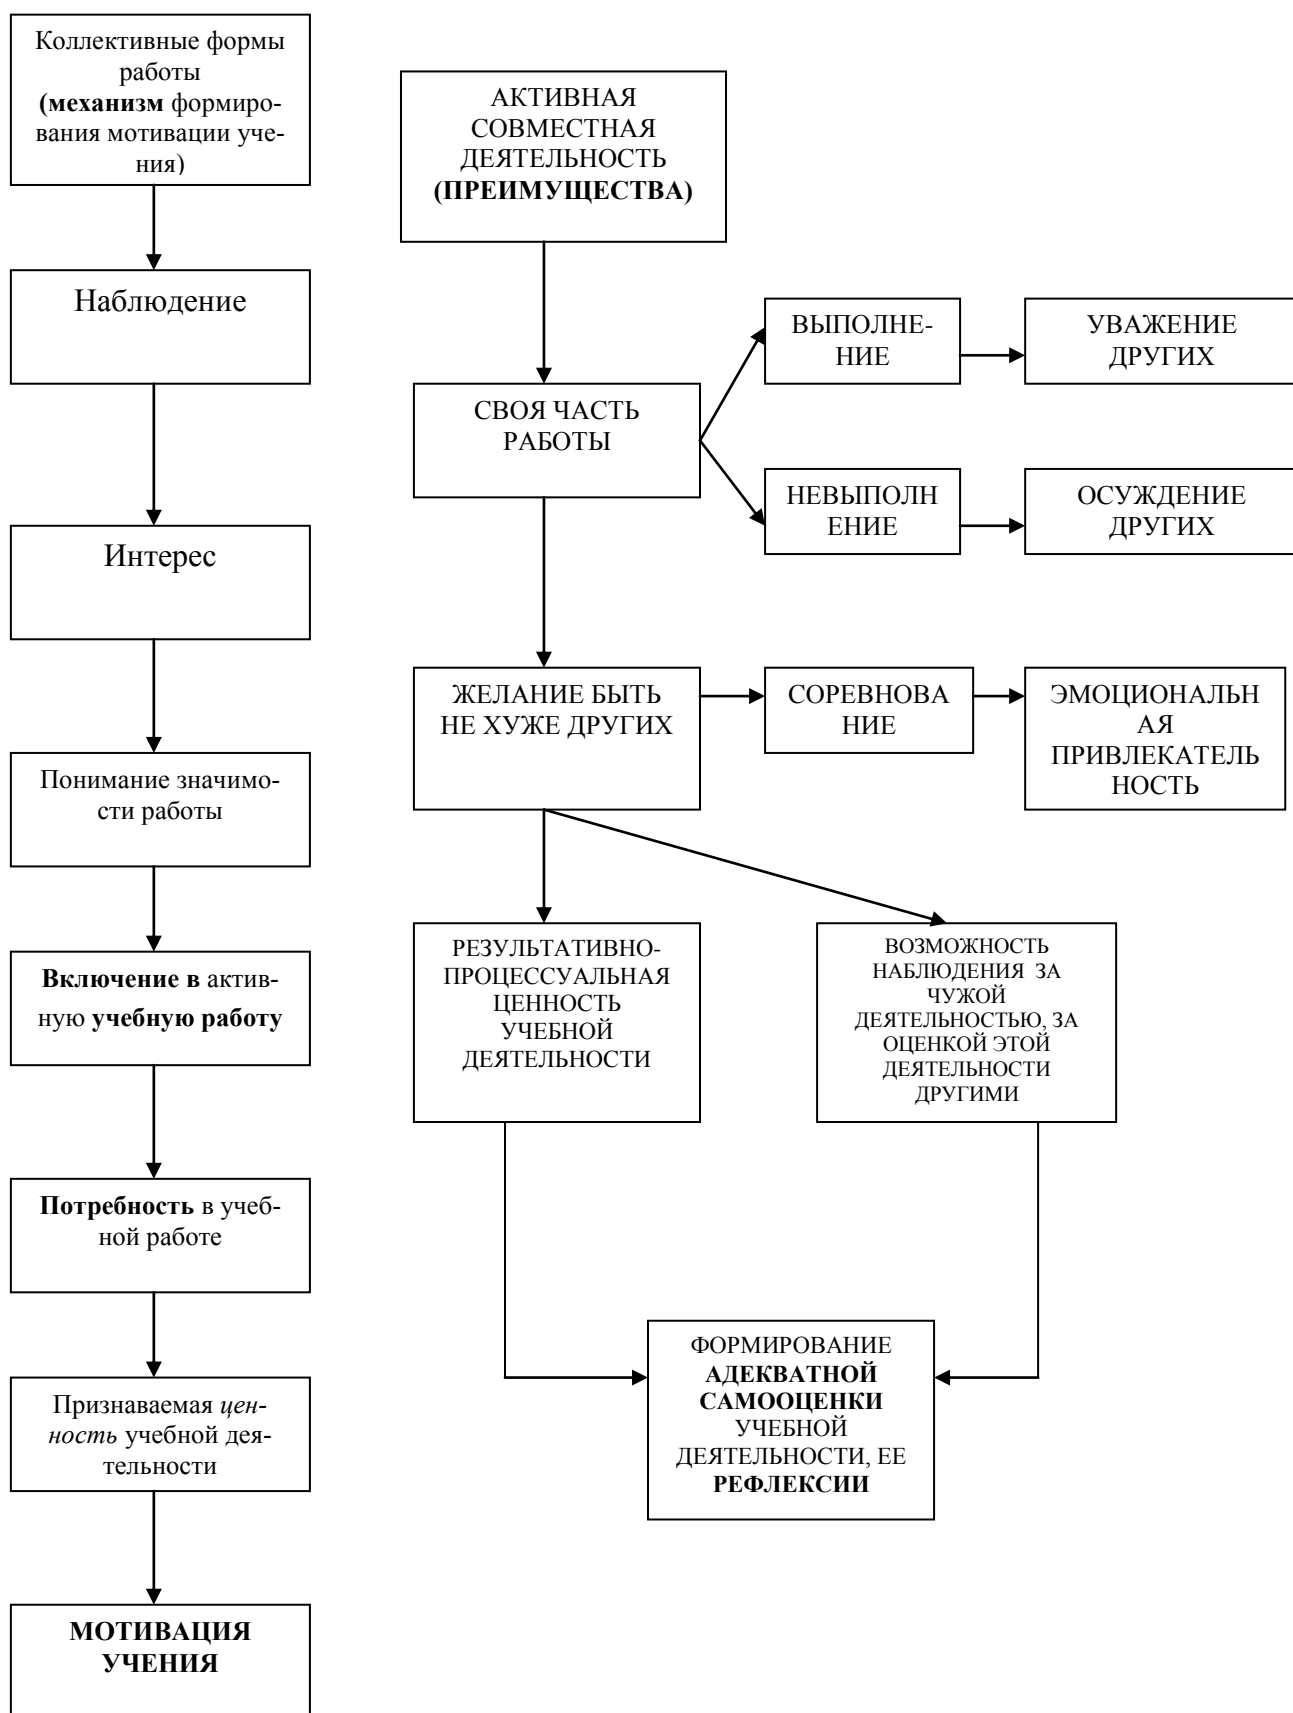 Коллективные формы
работы
(механизм формиро-
вания мотивации уче-
ния)
Наблюдение
Интерес
Понимание значимо-
сти работы
Включение в актив-
ную учебную работу
Потребность в учеб-
ной работе
Признаваемая цен-
ность учебной дея-
тельности
МОТИВАЦИЯ
УЧЕНИЯ
АКТИВНАЯ
СОВМЕСТНАЯ
ДЕЯТЕЛЬНОСТЬ
(ПРЕИМУЩЕСТВА)
СВОЯ ЧАСТЬ
РАБОТЫ
ВЫПОЛНЕ-
НИЕ
УВАЖЕНИЕ
ДРУГИХ
НЕВЫПОЛН
ЕНИЕ
ОСУЖДЕНИЕ
ДРУГИХ
ЖЕЛАНИЕ БЫТЬ
НЕ ХУЖЕ ДРУГИХ
СОРЕВНОВА
НИЕ
ЭМОЦИОНАЛЬН
АЯ
ПРИВЛЕКАТЕЛЬ
НОСТЬ
РЕЗУЛЬТАТИВНО-
ПРОЦЕССУАЛЬНАЯ
ЦЕННОСТЬ
УЧЕБНОЙ
ДЕЯТЕЛЬНОСТИ
ВОЗМОЖНОСТЬ
НАБЛЮДЕНИЯ ЗА
ЧУЖОЙ
ДЕЯТЕЛЬНОСТЬЮ, ЗА
ОЦЕНКОЙ ЭТОЙ
ДЕЯТЕЛЬНОСТИ
ДРУГИМИ
ФОРМИРОВАНИЕ
АДЕКВАТНОЙ
САМООЦЕНКИ
УЧЕБНОЙ
ДЕЯТЕЛЬНОСТИ, ЕЕ
РЕФЛЕКСИИ